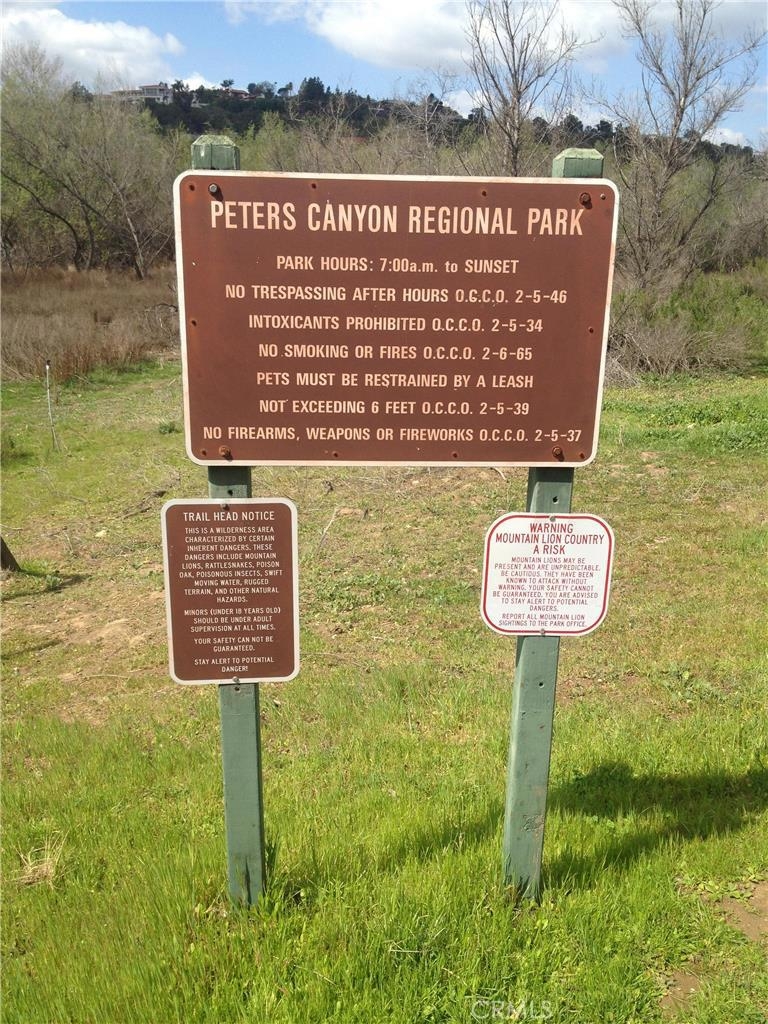 PETERS CANYON REGIONAL PARK
PARK HOURS: 7:00a.m. to SUNSET
NO TRESPASSING AFTER HOURS O.C.C.O. 2-5-46
INTOXICANTS PROHIBITED O.C.C.O. 2-5-34
NO SMOKING OR FIRES O.C.C.O. 2-6-65
PETS MUST BE RESTRAINED BY A LEASH
NOT EXCEEDING 6 FEET O.C.C.O. 2-5-39
NO FIREARMS, WEAPONS OR FIREWORKS O.C.C.O. 2-5-37
TRAIL HEAD NOTICE
THIS IS A WILDERNESS AREA
CHARACTERIZED BY CERTAIN
INHERENT DANGERS. THESE
DANGERS INCLUDE MOUNTAIN
LIONS, RATTLESNAKES, POISON
OAK, POISONOUS INSECTS, SWIFT
MOVING WATER, RUGGED
TERRAIN, AND OTHER NATURAL
HAZARDS.
MINORS (UNDER 18 YEARS OLD)
SHOULD BE UNDER ADULT
SUPERVISION AT ALL TIMES.
YOUR SAFETY CAN NOT BE
GUARANTEED.
STAY ALERT TO POTENTIAL
DANGER!
WARNING
MOUNTAIN LION COUNTRY
A RISK
MOUNTAIN LIONS MAY BE
PRESENT AND ARE UNPREDICTABLE.
BE CAUTIOUS. THEY HAVE BEEN
KNOWN TO ATTACK WITHOUT
WARNING. YOUR SAFETY CANNOT
BE GUARANTEED. YOU ARE ADVISED
TO STAY ALERT TO POTENTIAL
DANGERS.
REPORT ALL MOUNTAIN LION
SIGHTINGS TO THE PARK OFFICE.
CRMLS